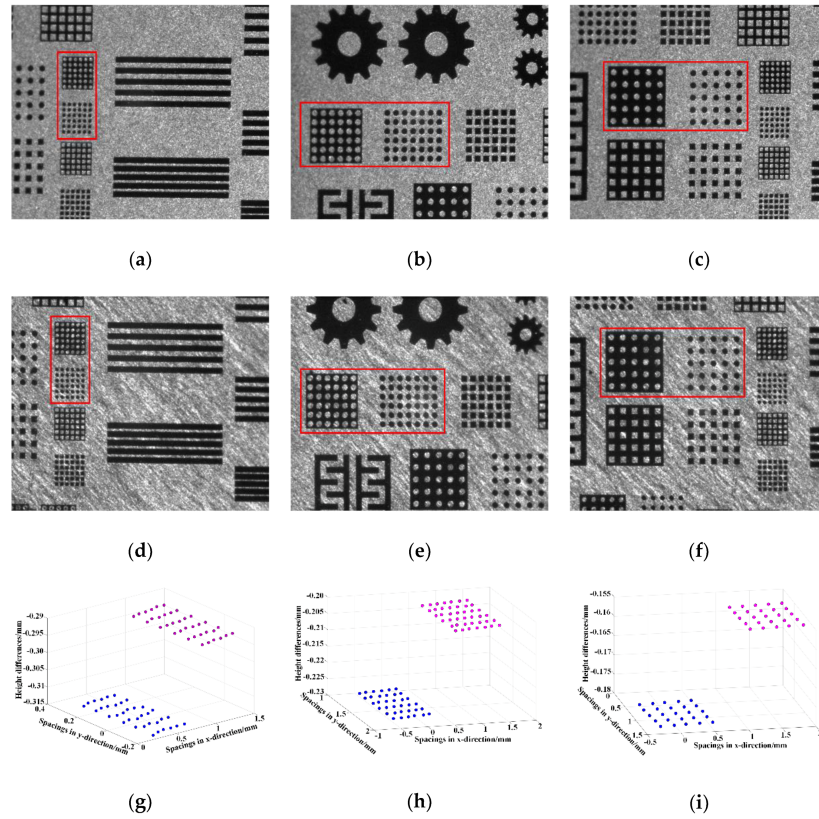 (a)
(b)
(c)
(d)
(e)
(f)
-0.29
-0.295
-0.30
-0.305
-0.31
-0.315
Height differences/mm
0.4
0.2
0
-0.2
Spacings in y-direction/mm
0
0.5
1
1.5
Spacings in x-direction/mm
-0.20
-0.205
-0.21
-0.215
-0.22
-0.225
-0.23
Height differences/mm
1
0
-1
-2
Spacings in y-direction/mm
-1
-0.5
0
0.5
1
1.5
2
Spacings in x-direction/mm
-0.155
-0.16
-0.165
-0.17
-0.175
-0.18
Height differences/mm
0
0.5
1
1.5
Spacings in y-direction/mm
-0.5
0
0.5
1
1.5
Spacings in x-direction/mm
(g)
(h)
(i)